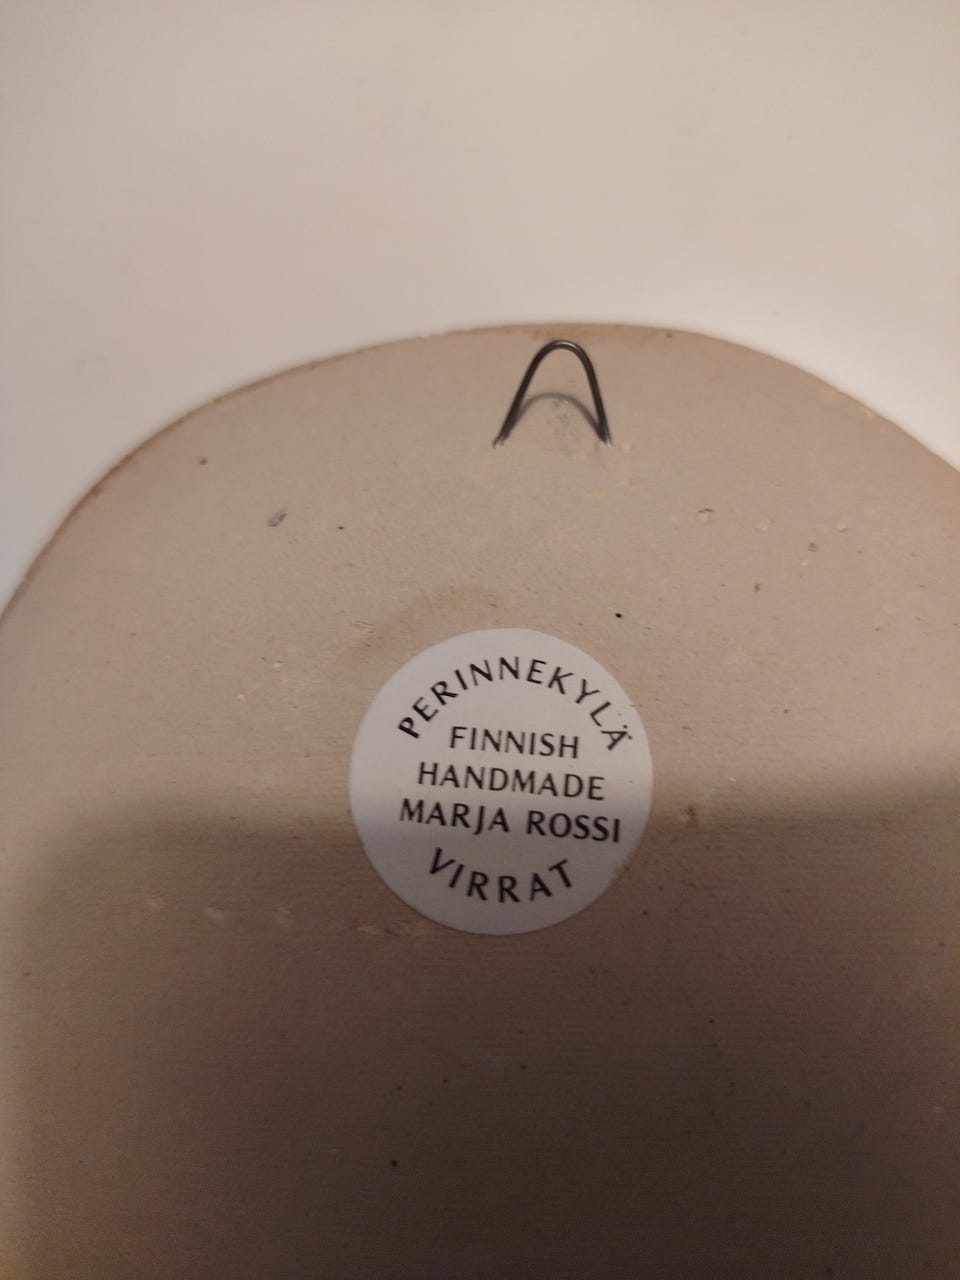 PERINNEKYLÄ
FINNISH
HANDMADE
MARJA ROSSI
VIRRAT